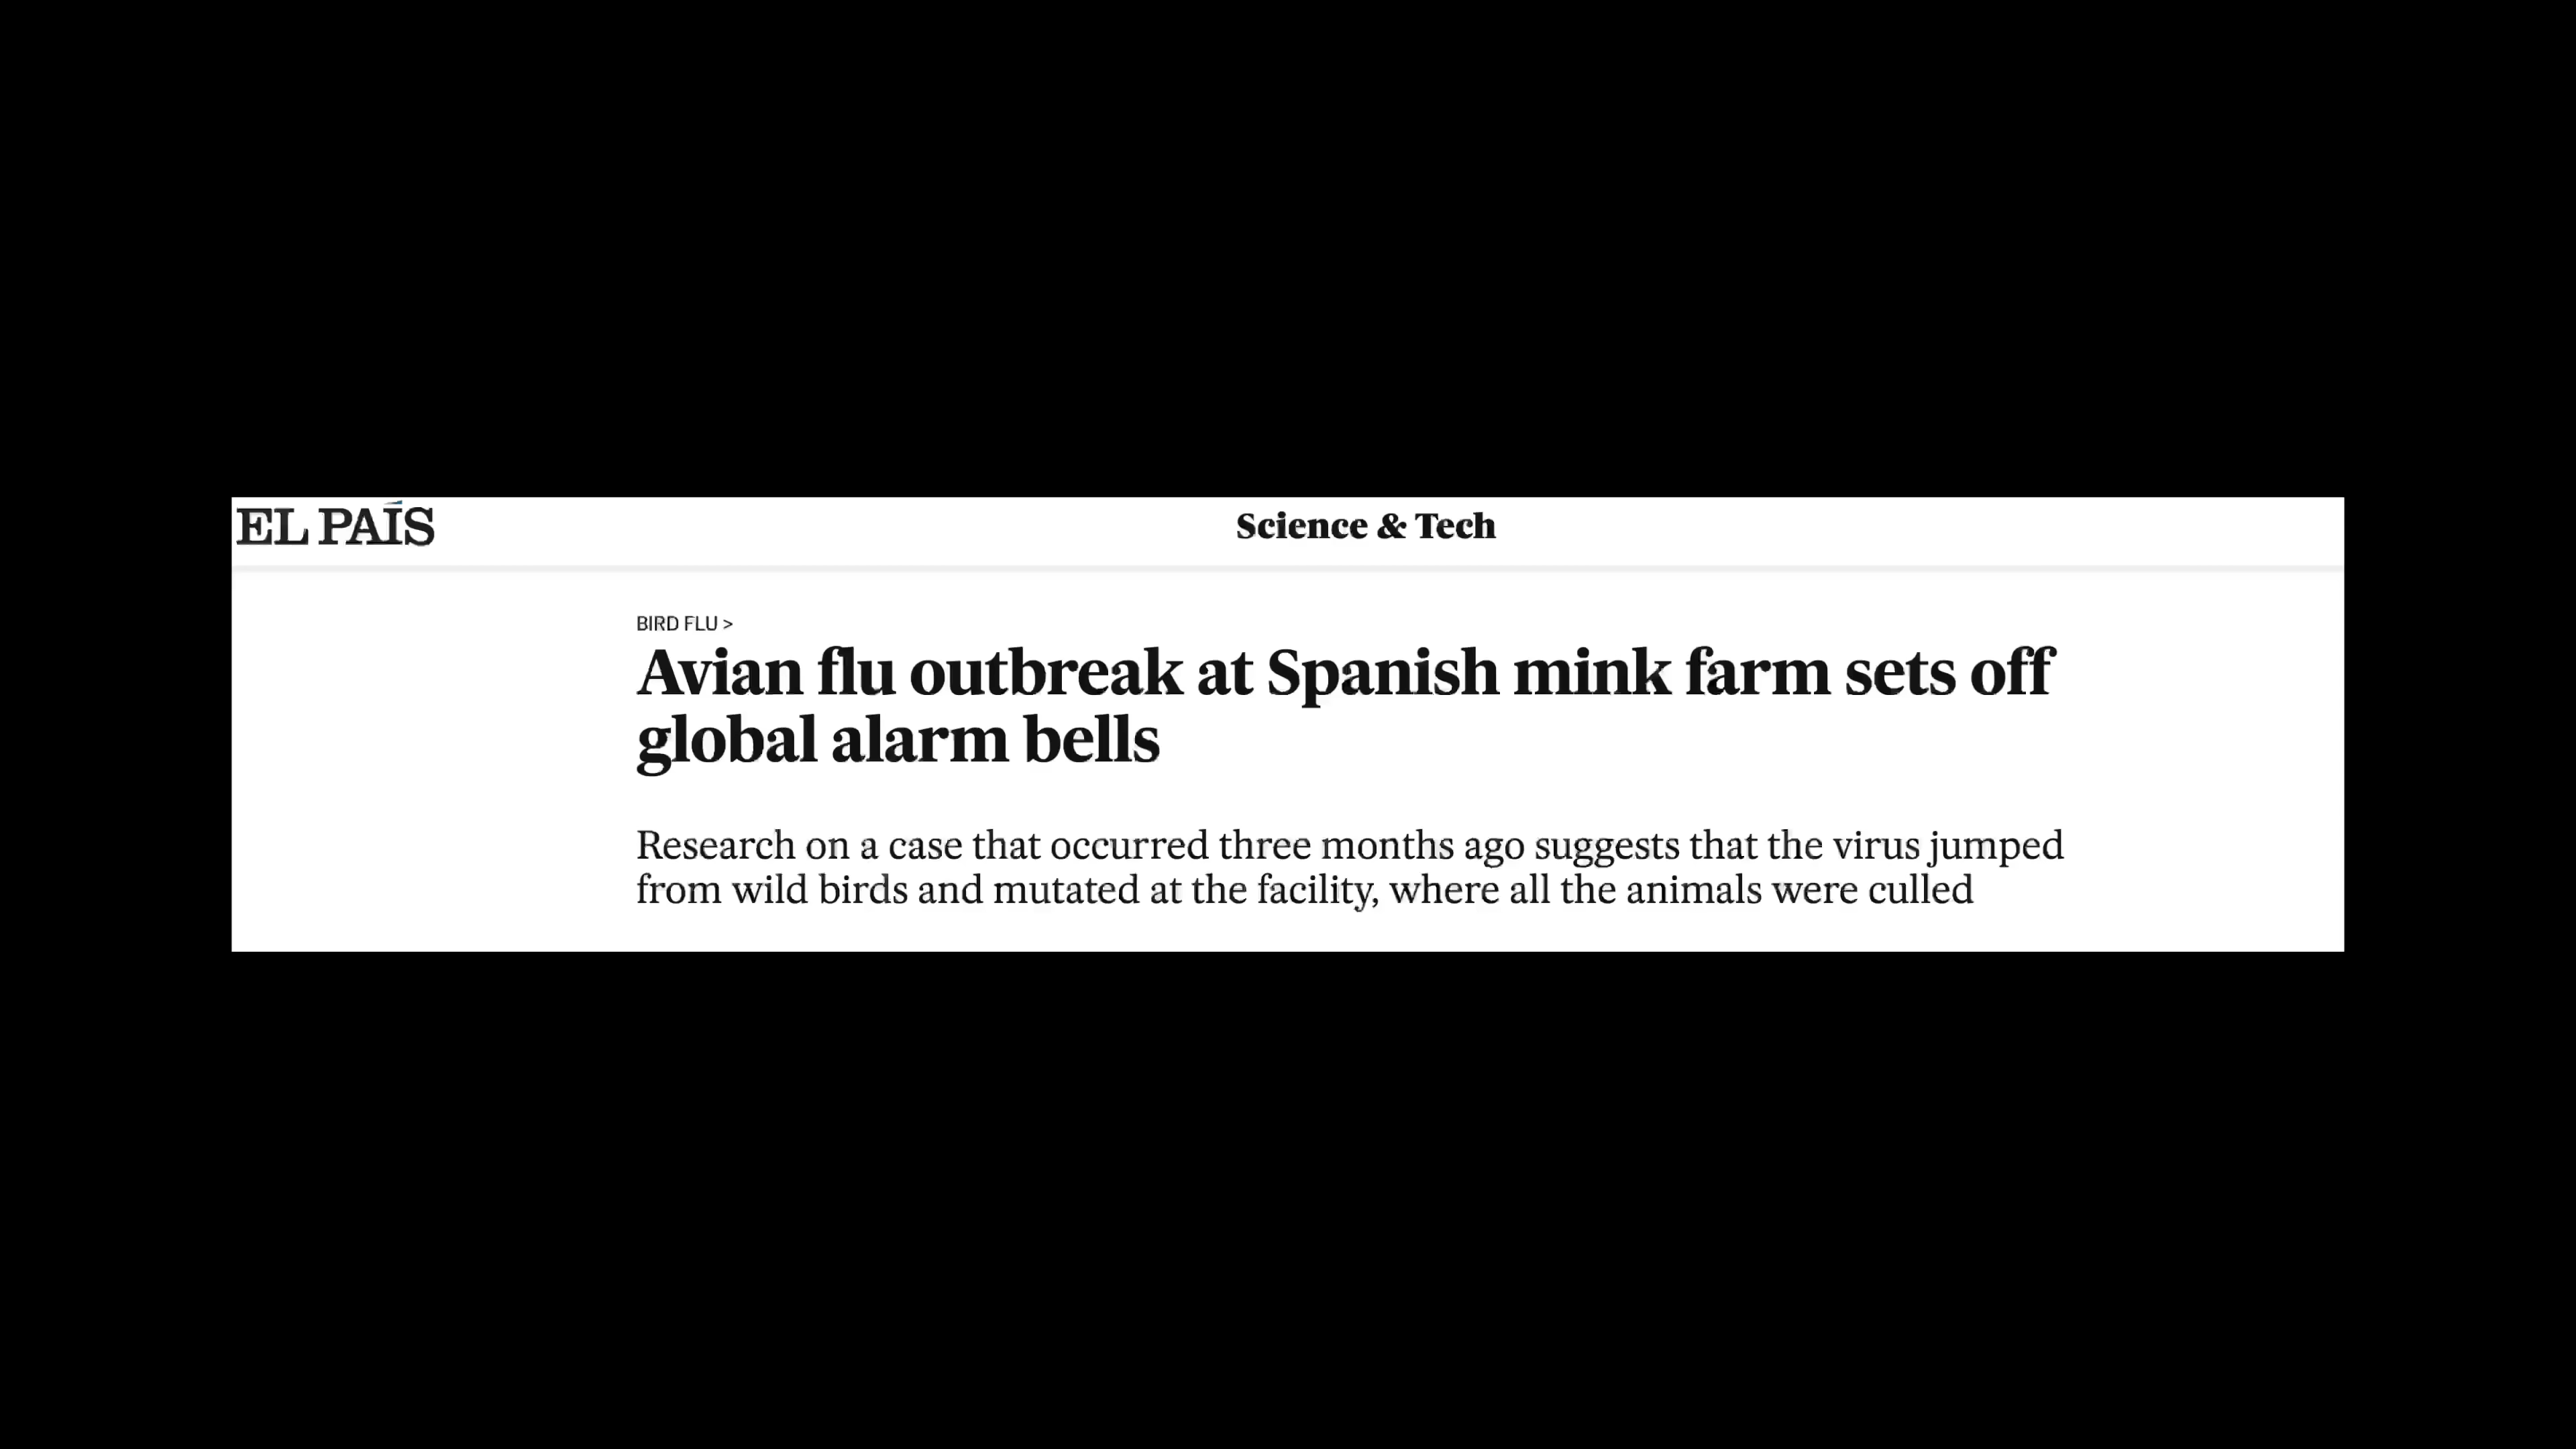 EL PAÍS
Science & Tech
BIRD FLU >
Avian flu outbreak at Spanish mink farm sets off
global alarm bells
Research on a case that occurred three months ago suggests that the virus jumped
from wild birds and mutated at the facility, where all the animals were culled